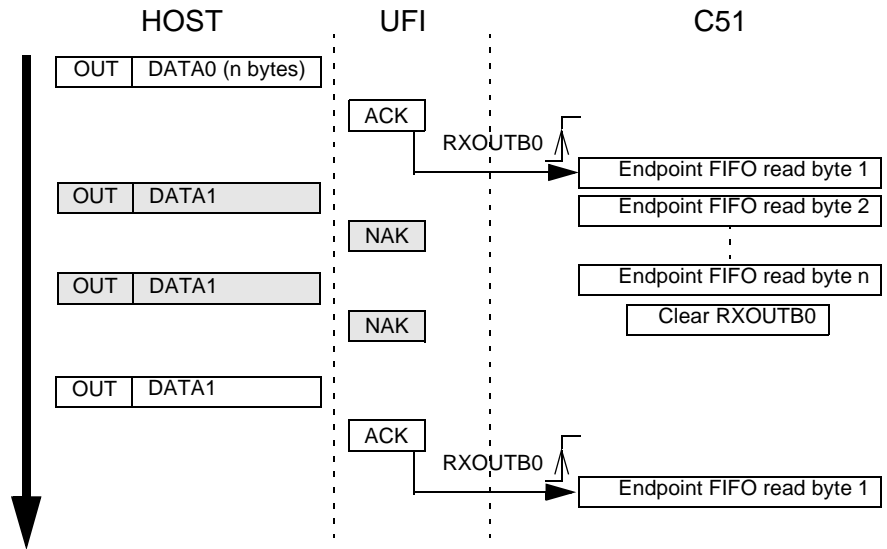 HOST UFI C51
OUT DATA0 (n bytes)
ACK
RXOUTB0
Endpoint FIFO read byte 1
OUT DATA1
Endpoint FIFO read byte 2
NAK
OUT DATA1
Endpoint FIFO read byte n
NAK
Clear RXOUTB0
OUT DATA1
ACK
RXOUTB0
Endpoint FIFO read byte 1